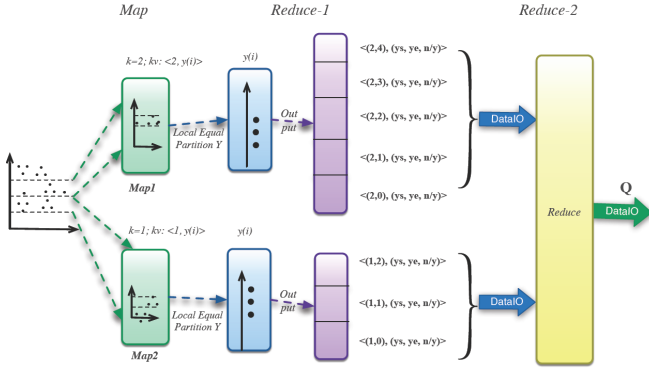 Map
Reduce-1
Reduce-2
k=2; kv: <2, y(i)>
y(i)
Map1
Local Equal
Partition Y
Out
put
<(2,4), (ys, ye, n/y)>
<(2,3), (ys, ye, n/y)>
<(2,2), (ys, ye, n/y)>
<(2,1), (ys, ye, n/y)>
<(2,0), (ys, ye, n/y)>
DataIO
Reduce
Q
DataIO
k=1; kv: <1, y(i)>
y(i)
Map2
Local Equal
Partition Y
Out
put
<(1,2), (ys, ye, n/y)>
<(1,1), (ys, ye, n/y)>
<(1,0), (ys, ye, n/y)>
DataIO